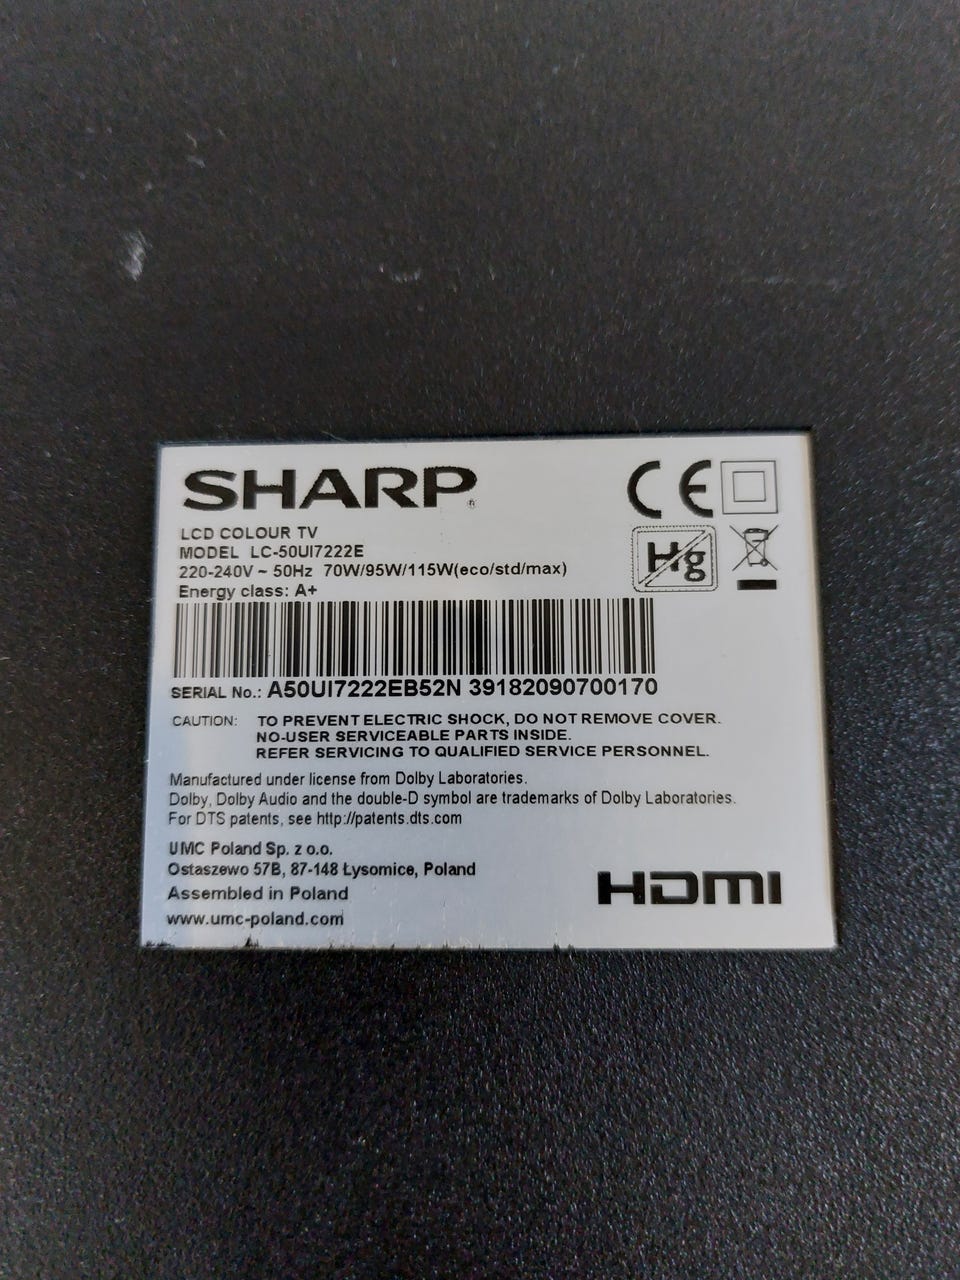 SHARP®
CE
LCD COLOUR TV
MODEL LC-50UI7222E
Hg
220-240V ~ 50Hz 70W/95W/115W(eco/std/max)
Energy class: A+
SERIAL No.: A50UI7222EB52N 39182090700170
CAUTION: TO PREVENT ELECTRIC SHOCK, DO NOT REMOVE COVER.
NO-USER SERVICEABLE PARTS INSIDE.
REFER SERVICING TO QUALIFIED SERVICE PERSONNEL.
Manufactured under license from Dolby Laboratories.
Dolby, Dolby Audio and the double-D symbol are trademarks of Dolby Laboratories.
For DTS patents, see http://patents.dts.com
UMC Poland Sp. z o.o.
Ostaszewo 57B, 87-148 Łysomice, Poland
Assembled in Poland
www.umc-poland.com
HDMI